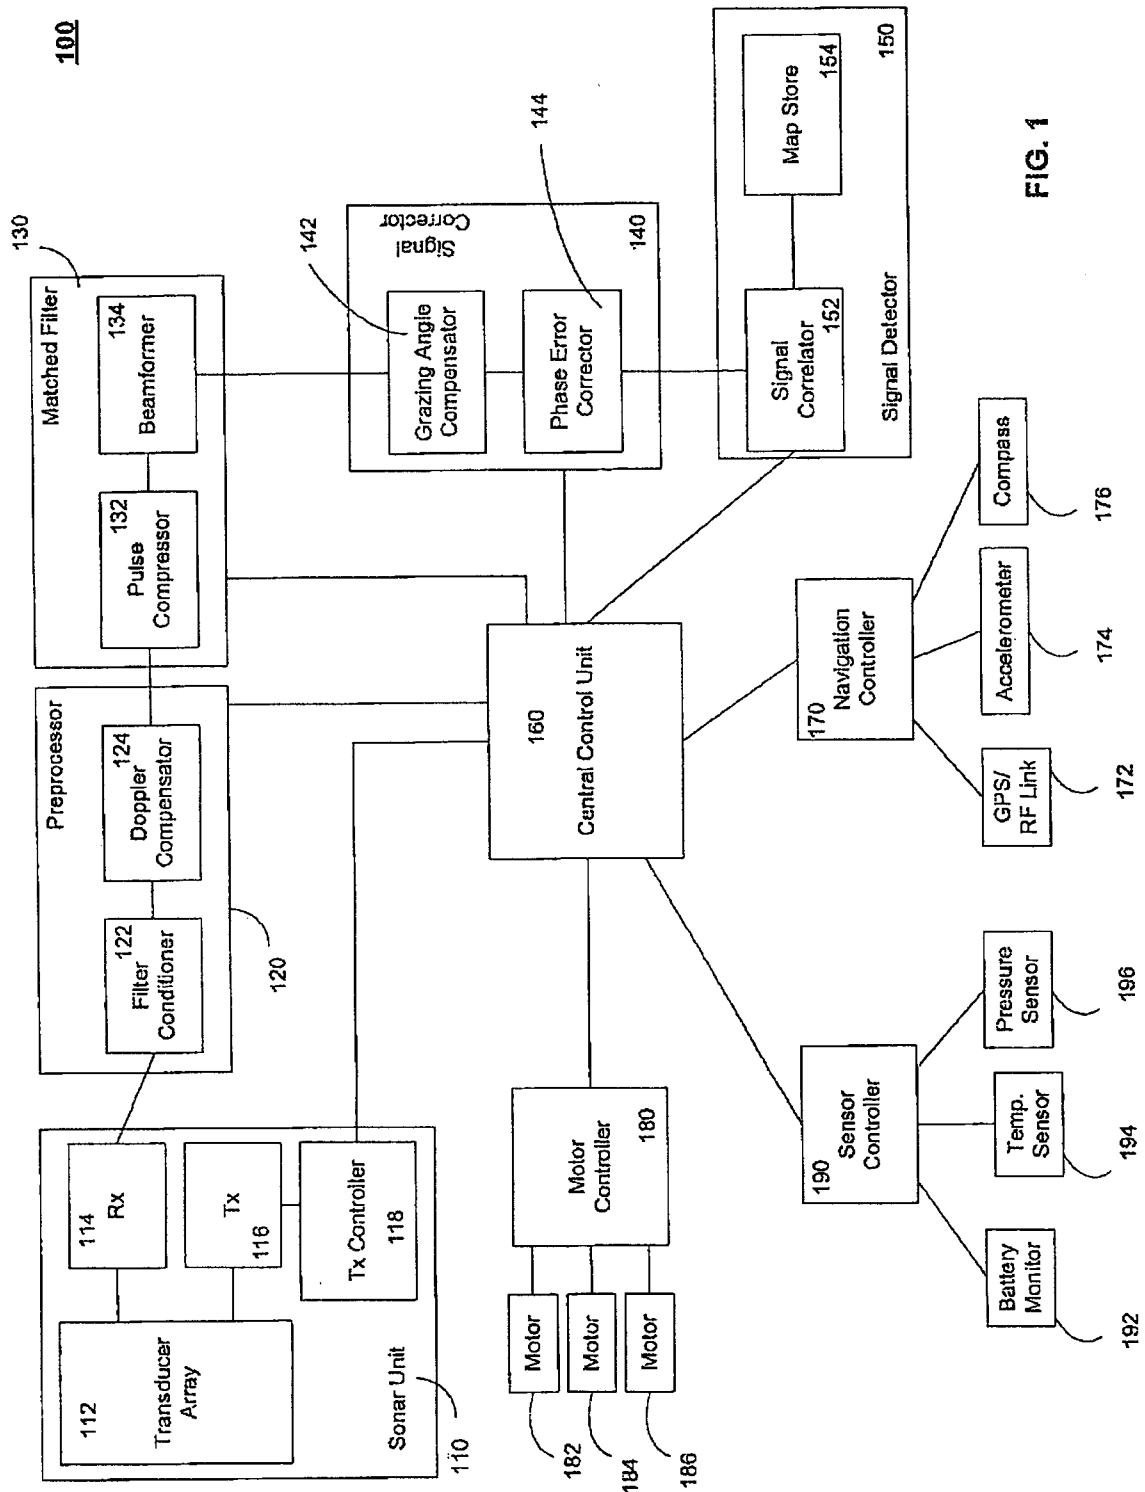 100
Sonar Unit
110
112
Transducer
Array
114
Rx
Tx
116
Tx Controller
118
Preprocessor
120
122
Filter
Conditioner
124
Doppler
Compensator
Matched Filter
130
132
Pulse
Compressor
134
Beamformer
Signal
Corrector
140
142
Grazing Angle
Compensator
144
Phase Error
Corrector
Signal Detector
150
Signal
Correlator
152
Map Store
154
160
Central Control Unit
Motor
Controller
180
Motor
182
Motor
184
Motor
186
190
Sensor
Controller
Battery
Monitor
192
Temp.
Sensor
194
Pressure
Sensor
196
170
Navigation
Controller
GPS/
RF Link
172
Accelerometer
174
Compass
176
FIG. 1